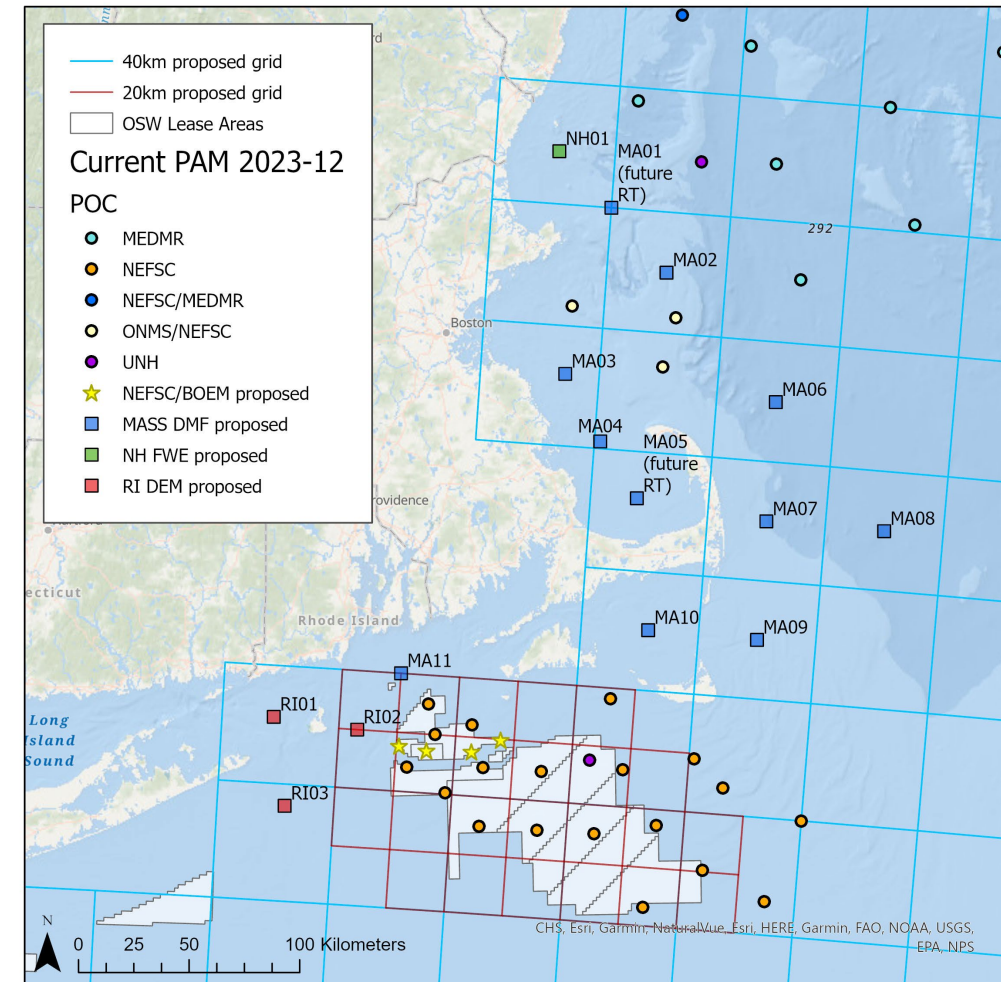 40km proposed grid
20km proposed grid
OSW Lease Areas
Current PAM 2023-12
POC
MEDMR
NEFSC
NEFSC/MEDMR
ONMS/NEFSC
UNH
NEFSC/BOEM proposed
MASS DMF proposed
NH FWE proposed
RI DEM proposed
NH01
MA01
(future
RT)
292
MA02
Boston
MA03
MA06
MA04
MA05
(future
RT)
rovidence
MA07
MA08
ecticut
Rhode Island
MA10
MA09
MA11
RI01
RI02
Long
Island
Sound
RI03
N
0 25 50 100 Kilometers
CHS, Esri, Garmin, NaturalVue, Esri, HERE, Garmin, FAO, NOAA, USGS,
EPA, NPS